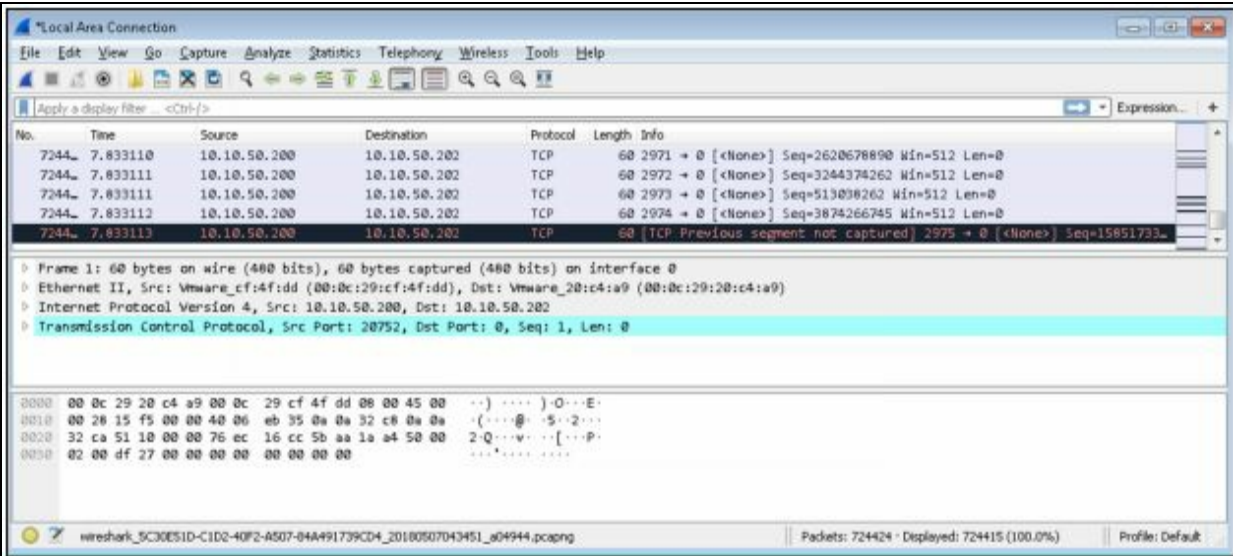 *Local Area Connection
File Edit View Go Capture Analyze Statistics Telephony Wireless Tools Help
Apply a display filter ... <Ctrl-/> Expression... +
No. Time Source Destination Protocol Length Info
7244… 7.833110 10.10.50.200 10.10.50.202 TCP 60 2971 → 0 [<None>] Seq=2620678890 Win=512 Len=0
7244… 7.833111 10.10.50.200 10.10.50.202 TCP 60 2972 → 0 [<None>] Seq=3244374262 Win=512 Len=0
7244… 7.833111 10.10.50.200 10.10.50.202 TCP 60 2973 → 0 [<None>] Seq=513038262 Win=512 Len=0
7244… 7.833112 10.10.50.200 10.10.50.202 TCP 60 2974 → 0 [<None>] Seq=3874266745 Win=512 Len=0
7244… 7.833113 10.10.50.200 10.10.50.202 TCP 60 [TCP Previous segment not captured] 2975 → 0 [<None>] Seq=15851733…
Frame 1: 60 bytes on wire (480 bits), 60 bytes captured (480 bits) on interface 0
Ethernet II, Src: Vmware_cf:4f:dd (00:0c:29:cf:4f:dd), Dst: Vmware_20:c4:a9 (00:0c:29:20:c4:a9)
Internet Protocol Version 4, Src: 10.10.50.200, Dst: 10.10.50.202
Transmission Control Protocol, Src Port: 20752, Dst Port: 0, Seq: 1, Len: 0
0000 00 0c 29 20 c4 a9 00 0c 29 cf 4f dd 08 00 45 00 ··) ···· )·O···E·
0010 00 28 15 f5 00 00 40 06 eb 35 0a 0a 32 c8 0a 0a ·(····@· ·5··2···
0020 32 ca 51 10 00 00 76 ec 16 cc 5b aa 1a a4 50 00 2·Q···v· ··[···P·
0030 02 00 df 27 00 00 00 00 00 00 00 00 ···'···· ····
wireshark_5C30E51D-C1D2-40F2-A507-84A491739CD4_20180507043451_a04944.pcapng Packets: 724424 · Displayed: 724415 (100.0%) Profile: Default